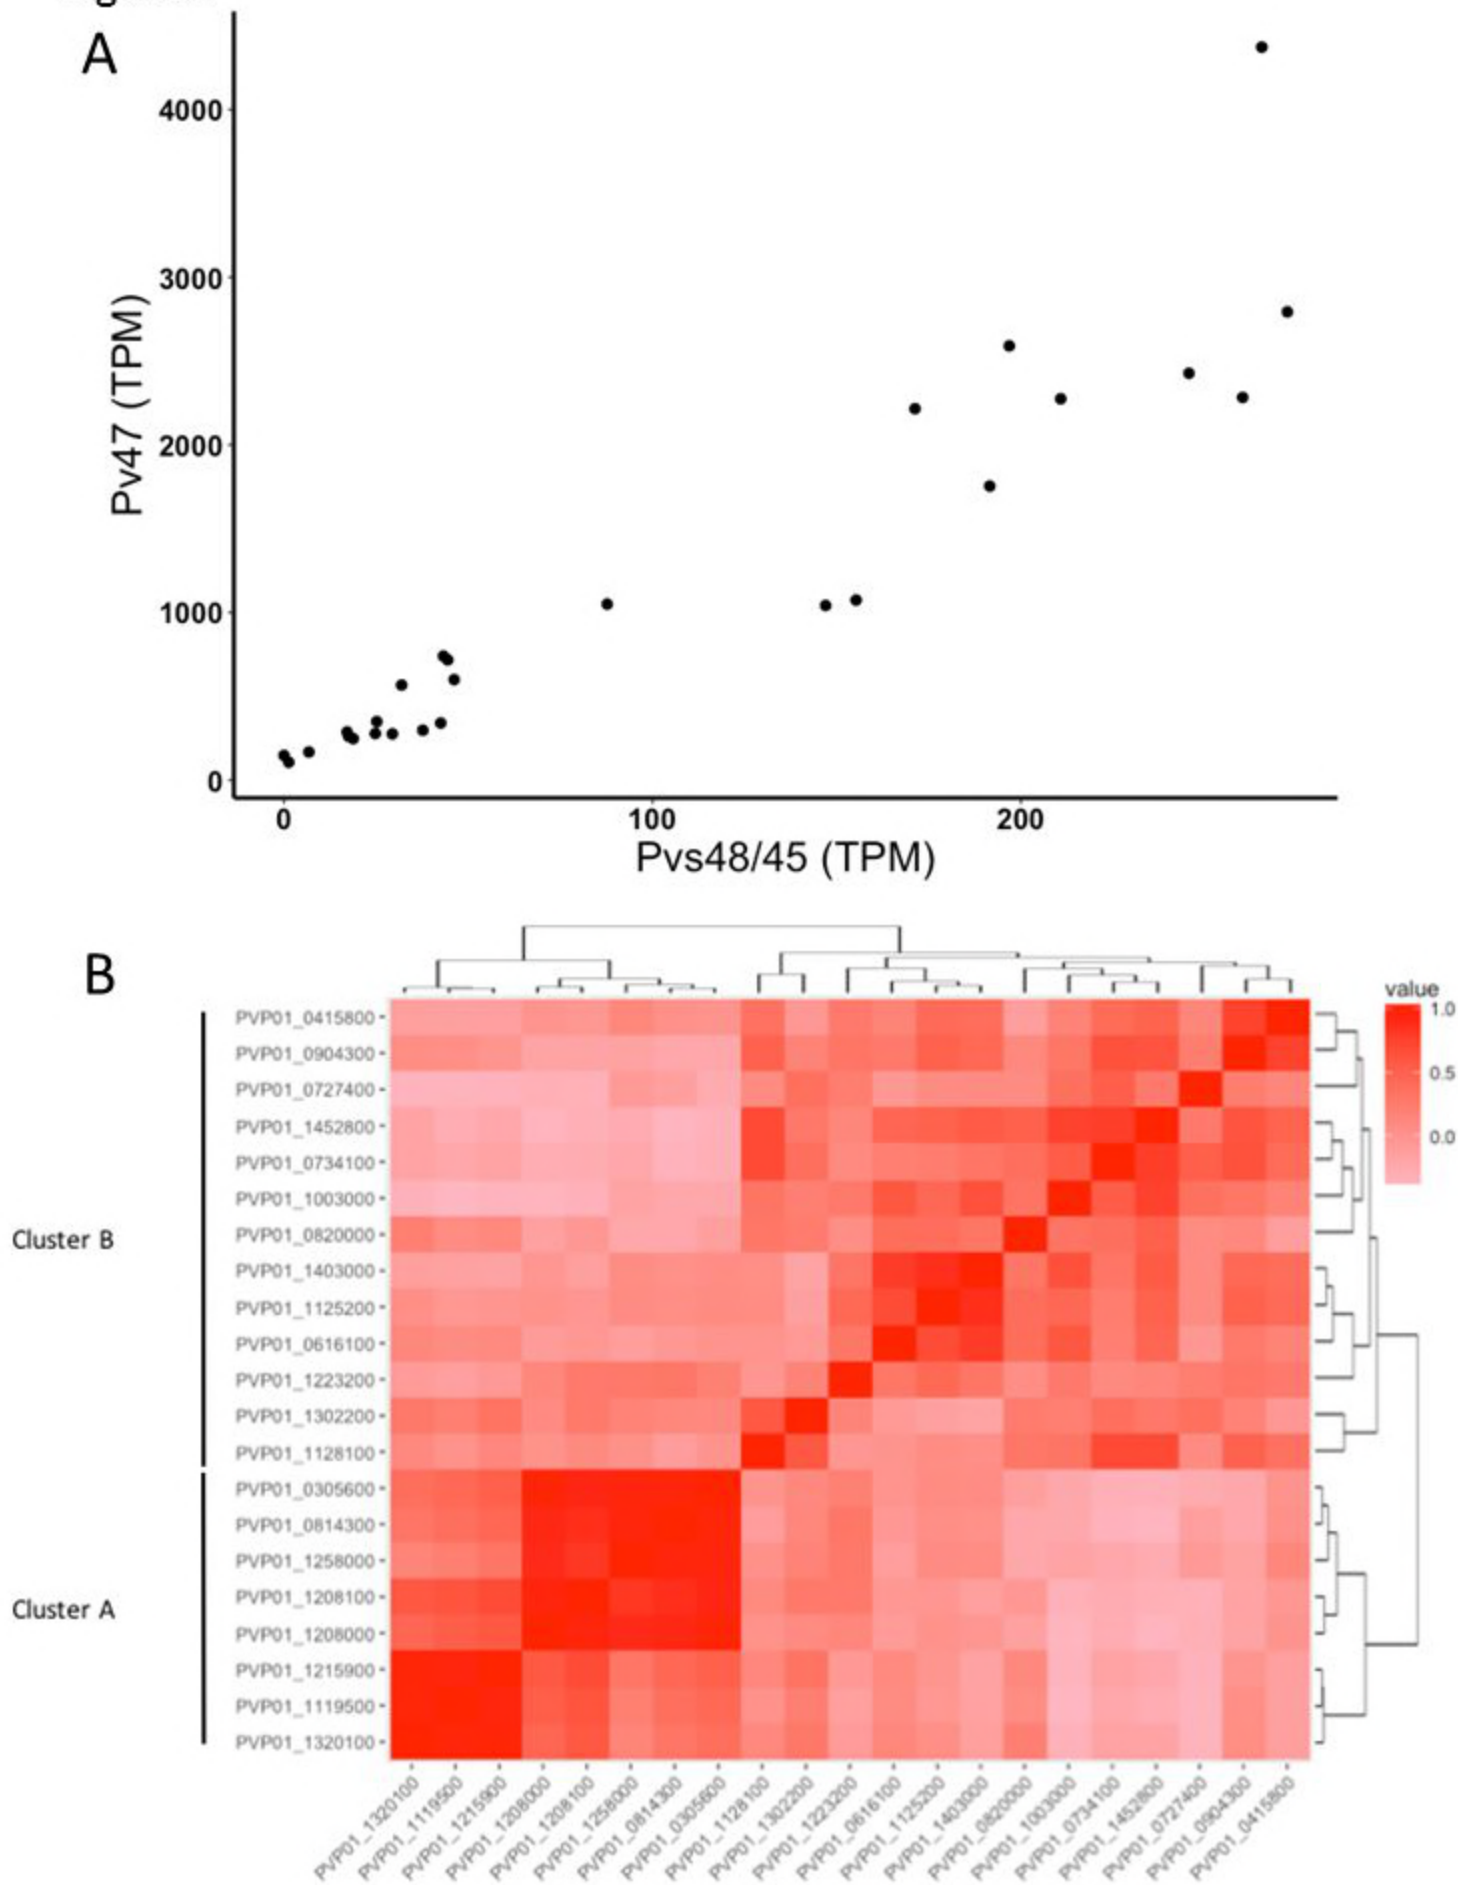 A
4000
3000
2000
1000
0
Pv47 (TPM)
0 100 200
Pvs48/45 (TPM)
B
value
1.0
0.5
0.0
PVP01_0415800
PVP01_0904300
PVP01_0727400
PVP01_1452800
PVP01_0734100
PVP01_1003000
PVP01_0820000
PVP01_1403000
PVP01_1125200
PVP01_0616100
PVP01_1223200
PVP01_1302200
PVP01_1128100
PVP01_0305600
PVP01_0814300
PVP01_1258000
PVP01_1208100
PVP01_1208000
PVP01_1215900
PVP01_1119500
PVP01_1320100
Cluster B
Cluster A
PVP01_1320100
PVP01_1119500
PVP01_1215900
PVP01_1208000
PVP01_1208100
PVP01_1258000
PVP01_0814300
PVP01_0305600
PVP01_1128100
PVP01_1302200
PVP01_1223200
PVP01_0616100
PVP01_1125200
PVP01_1403000
PVP01_0820000
PVP01_1003000
PVP01_0734100
PVP01_1452800
PVP01_0727400
PVP01_0904300
PVP01_0415800